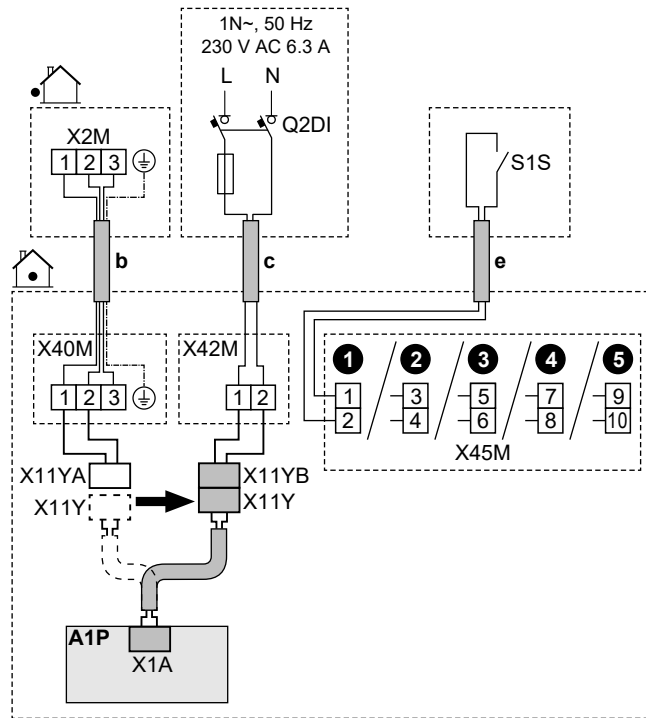 1N~, 50 Hz
230 V AC 6.3 A
L N
Q2DI
X2M
1 2 3
S1S
b
c
e
X40M
1 2 3
X42M
1 2
1 2 3 4 5
1 3 5 7 9
2 4 6 8 10
X45M
X11YA
X11YB
X11Y
X11Y
A1P
X1A